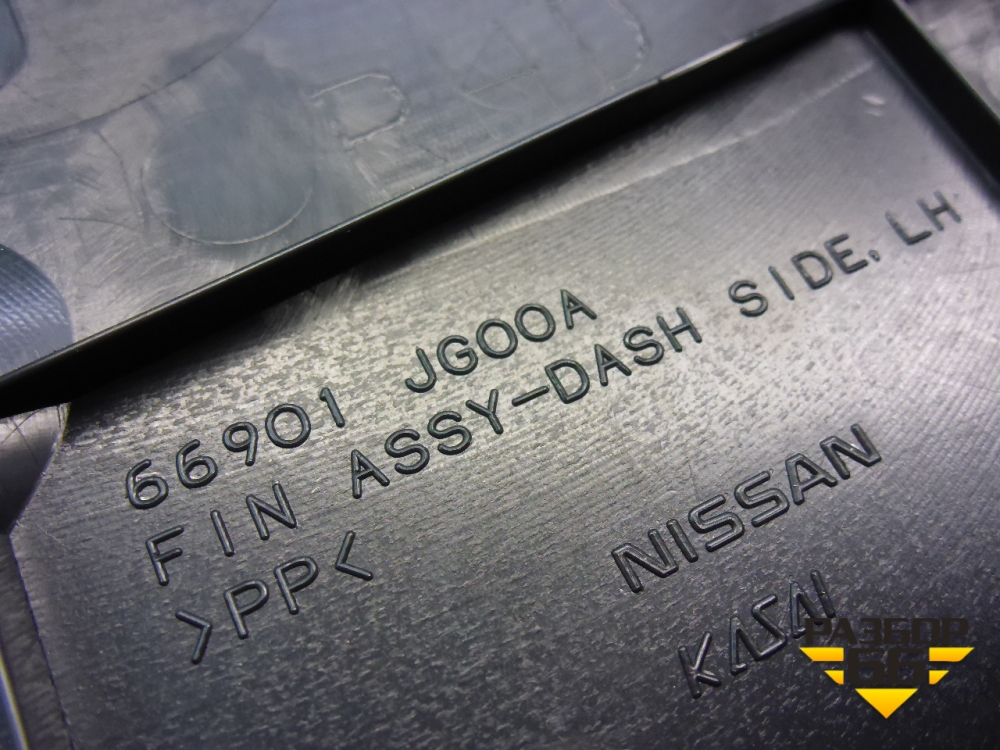 66901 JG00A
FIN ASSY-DASH SIDE, LH
>PP<
NISSAN
KASAI
РАЗБОР
66